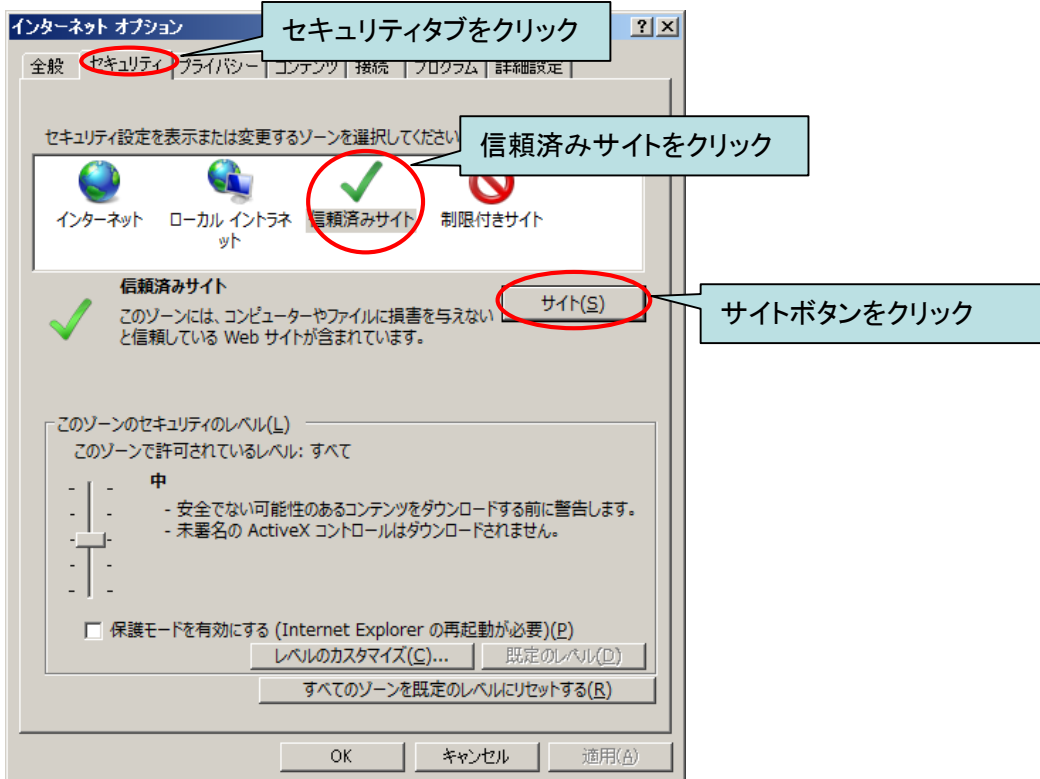 インターネット オプション
セキュリティタブをクリック
全般 セキュリティ プライバシー コンテンツ 接続 プログラム 詳細設定
セキュリティ設定を表示または変更するゾーンを選択してください
信頼済みサイトをクリック
インターネット
ローカル イントラネ
ット
信頼済みサイト
制限付きサイト
信頼済みサイト
サイト(S)
このゾーンには、コンピューターやファイルに損害を与えない
と信頼している Web サイトが含まれています。
サイトボタンをクリック
このゾーンのセキュリティのレベル(L)
このゾーンで許可されているレベル: すべて
中
- 安全でない可能性のあるコンテンツをダウンロードする前に警告します。
- 未署名の ActiveX コントロールはダウンロードされません。
保護モードを有効にする (Internet Explorer の再起動が必要)(P)
レベルのカスタマイズ(C)... 既定のレベル(D)
すべてのゾーンを既定のレベルにリセットする(R)
OK キャンセル 適用(A)